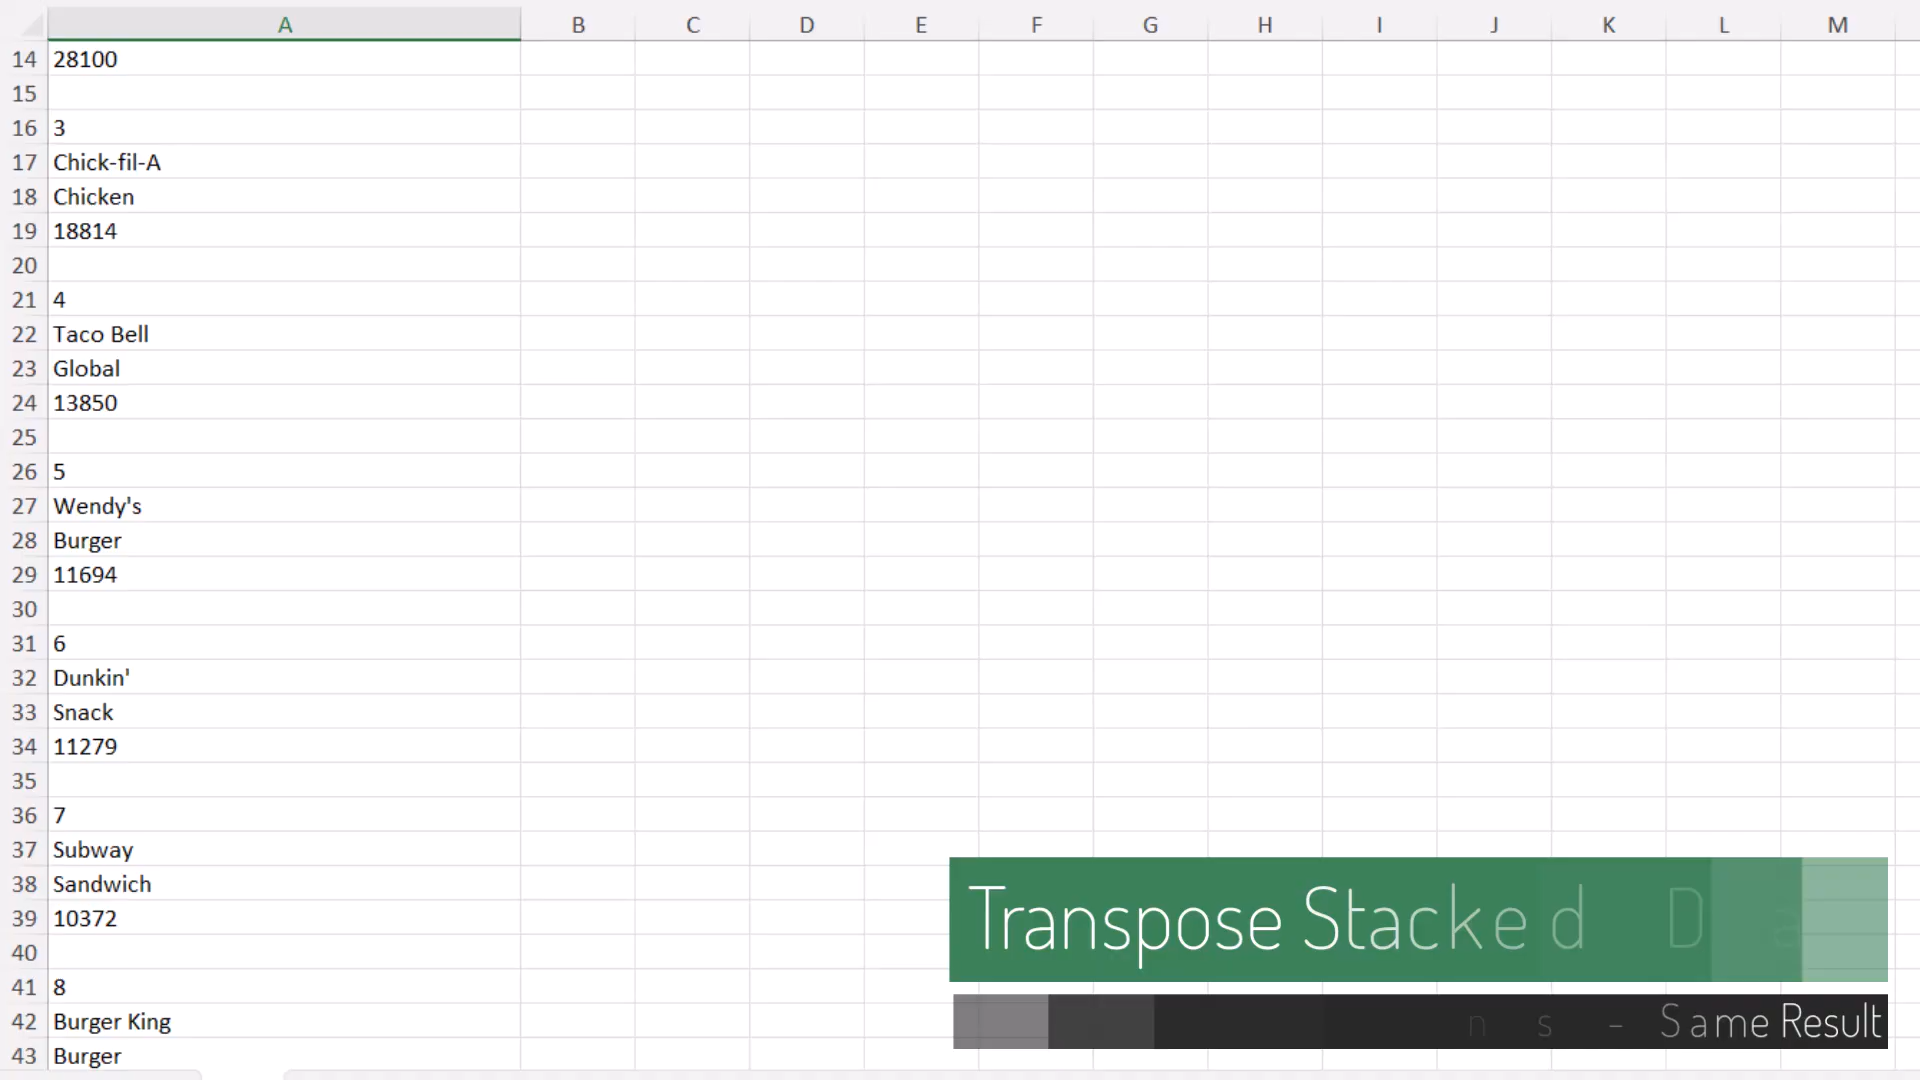 A B C D E F G H I J K L M
14 28100
15
16 3
17 Chick-fil-A
18 Chicken
19 18814
20
21 4
22 Taco Bell
23 Global
24 13850
25
26 5
27 Wendy's
28 Burger
29 11694
30
31 6
32 Dunkin'
33 Snack
34 11279
35
36 7
37 Subway
38 Sandwich
39 10372
40
41 8
42 Burger King
43 Burger
Transpose Stacked D a
n s - Same Result